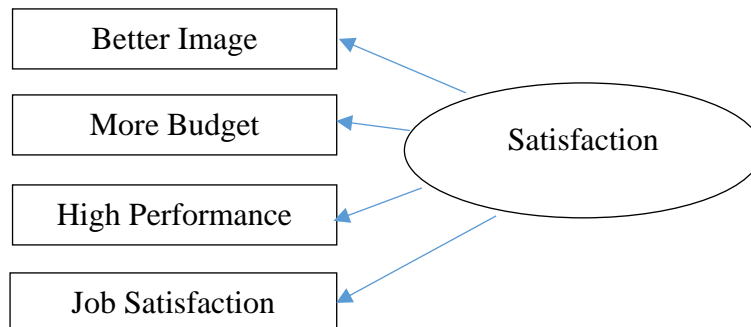 Better Image
More Budget
Satisfaction
High Performance
Job Satisfaction